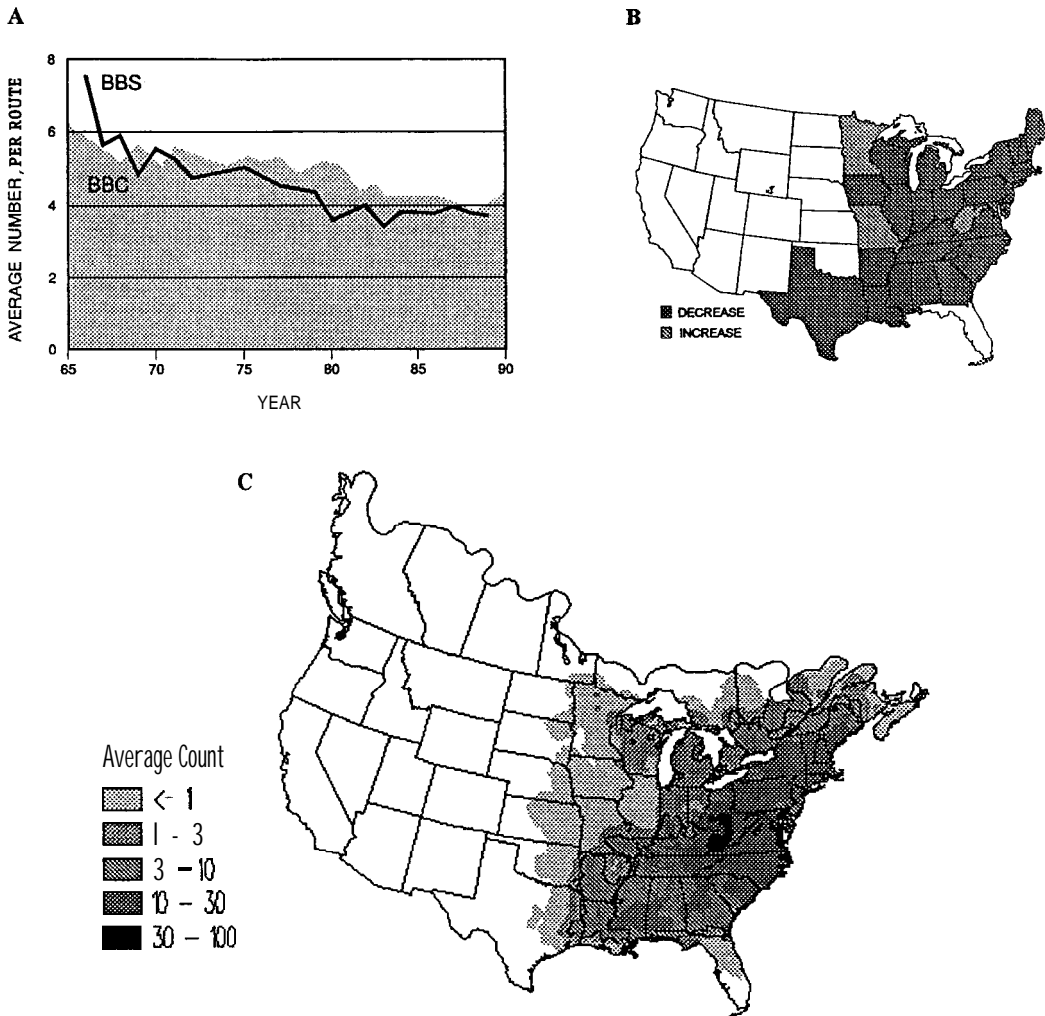 A
AVERAGE NUMBER, PER ROUTE
8
6
4
2
0
BBS
BBC
65 70 75 80 85 90
YEAR
B
DECREASE
INCREASE
C
Average Count
<- 1
1 - 3
3 - 10
10 - 30
30 - 100